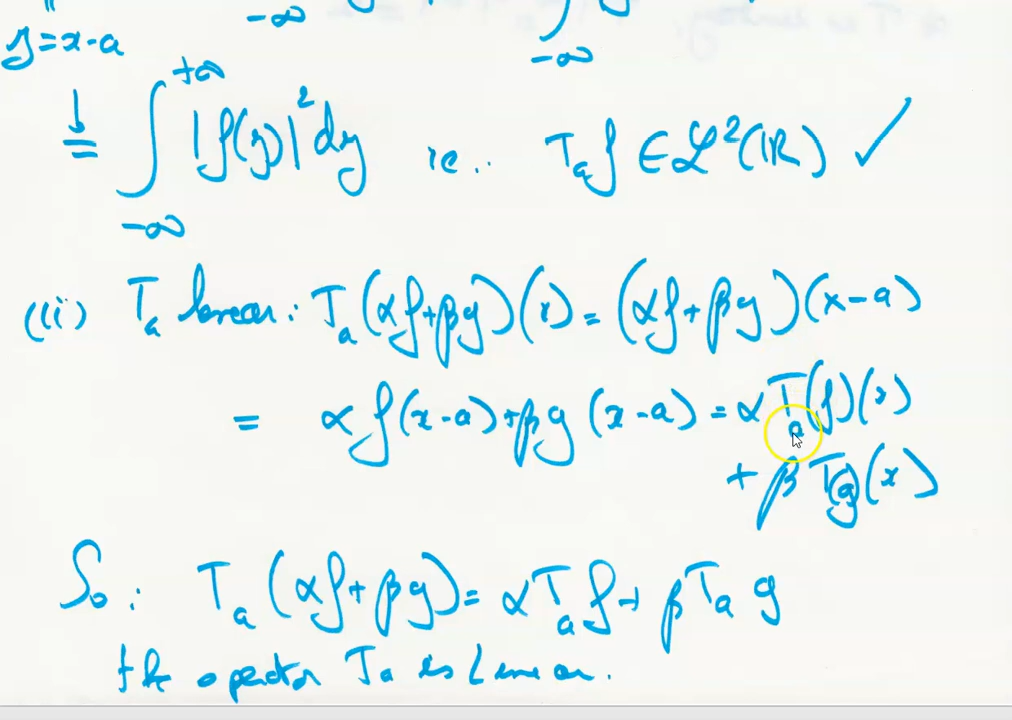 -∞ -∞
y=x-a
= ∫_{-∞}^{+∞} |f(y)|² dy ie.: T_a f ∈ ℒ²(ℝ) ✓
(ii) T_a linear: T_a(αf+βg)(x) = (αf+βg)(x-a)
= αf(x-a)+βg(x-a) = αT_a(f)(x)
+ βT(g)(x)
So: T_a(αf+βg) = αT_a f + βT_a g
the operator T_a is Linear.